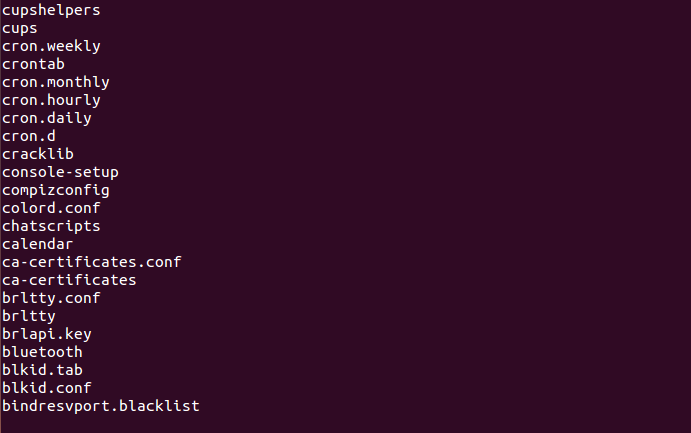 cupshelpers
cups
cron.weekly
crontab
cron.monthly
cron.hourly
cron.daily
cron.d
cracklib
console-setup
compizconfig
colord.conf
chatscripts
calendar
ca-certificates.conf
ca-certificates
brltty.conf
brltty
brlapi.key
bluetooth
blkid.tab
blkid.conf
bindresvport.blacklist